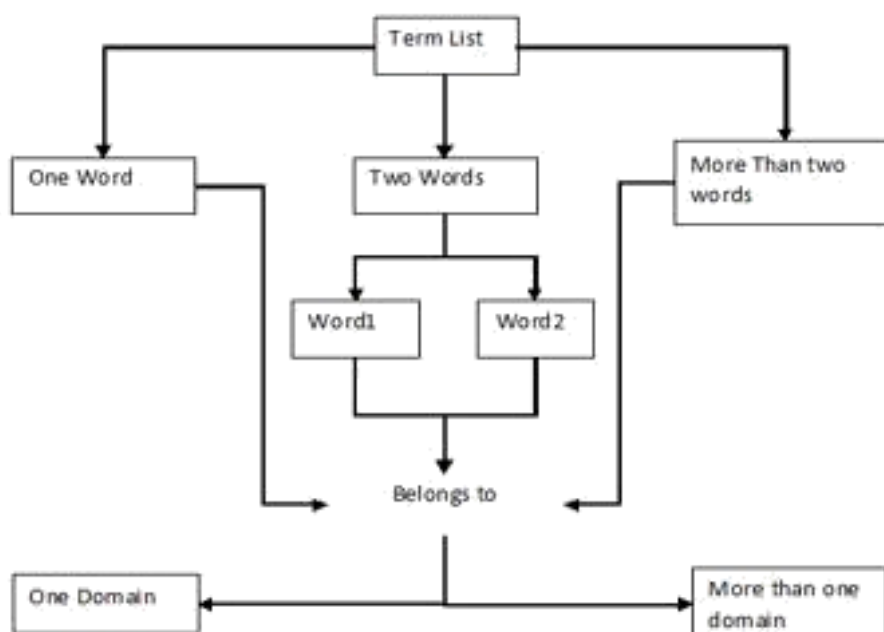 Term List
One Word
Two Words
More Than two
words
Word1
Word2
Belongs to
One Domain
More than one
domain